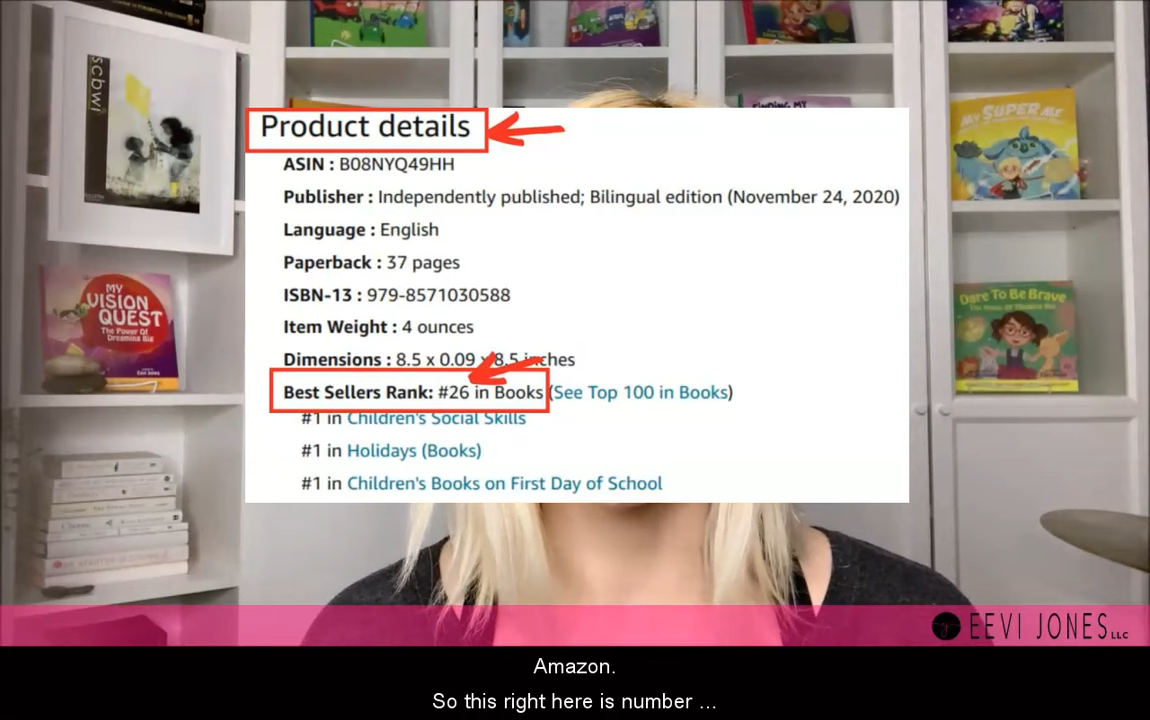 scbwi
FINDING MY
MY SUPER ME
MY
VISION
QUEST
The Power Of
Dreaming Big
DARE TO BE BRAVE
Product details
ASIN : B08NYQ49HH
Publisher : Independently published; Bilingual edition (November 24, 2020)
Language : English
Paperback : 37 pages
ISBN-13 : 979-8571030588
Item Weight : 4 ounces
Dimensions : 8.5 x 0.09 x 8.5 inches
Best Sellers Rank: #26 in Books (See Top 100 in Books)
#1 in Children's Social Skills
#1 in Holidays (Books)
#1 in Children's Books on First Day of School
EEVI JONES LLC
Amazon.
So this right here is number ...